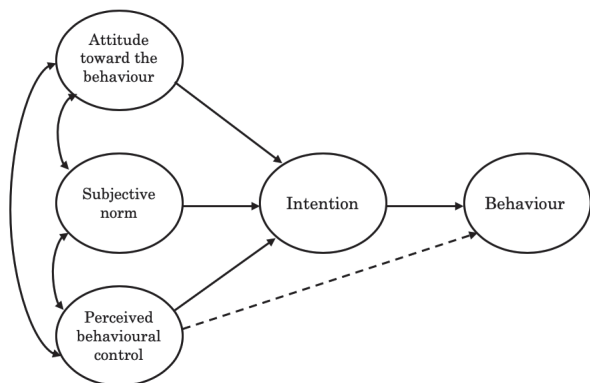 Attitude
toward the
behaviour
Subjective
norm
Intention
Behaviour
Perceived
behavioural
control